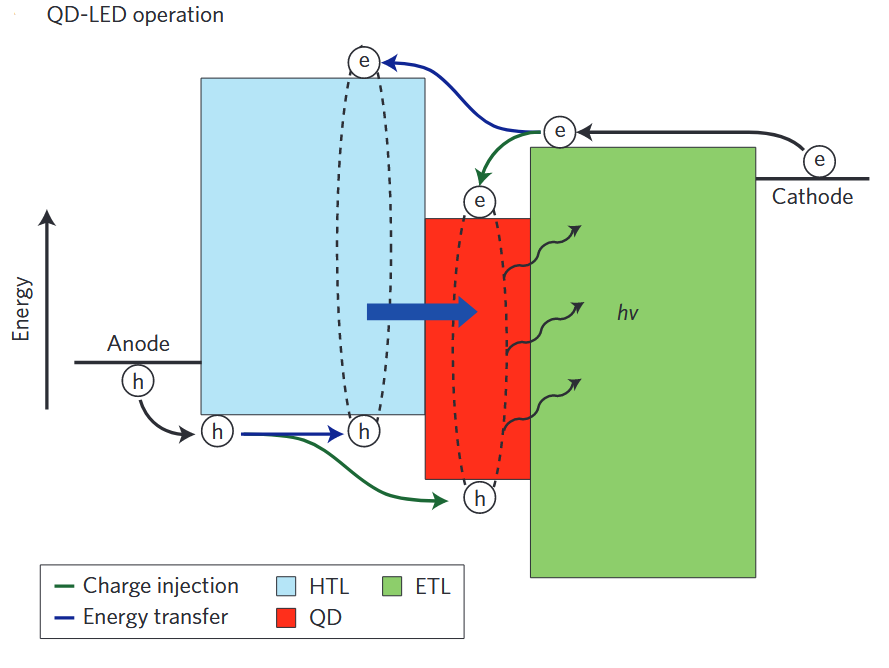 QD-LED operation
e
e
e
Cathode
e
Energy
hv
Anode
h
h
h
h
Charge injection
HTL
ETL
Energy transfer
QD